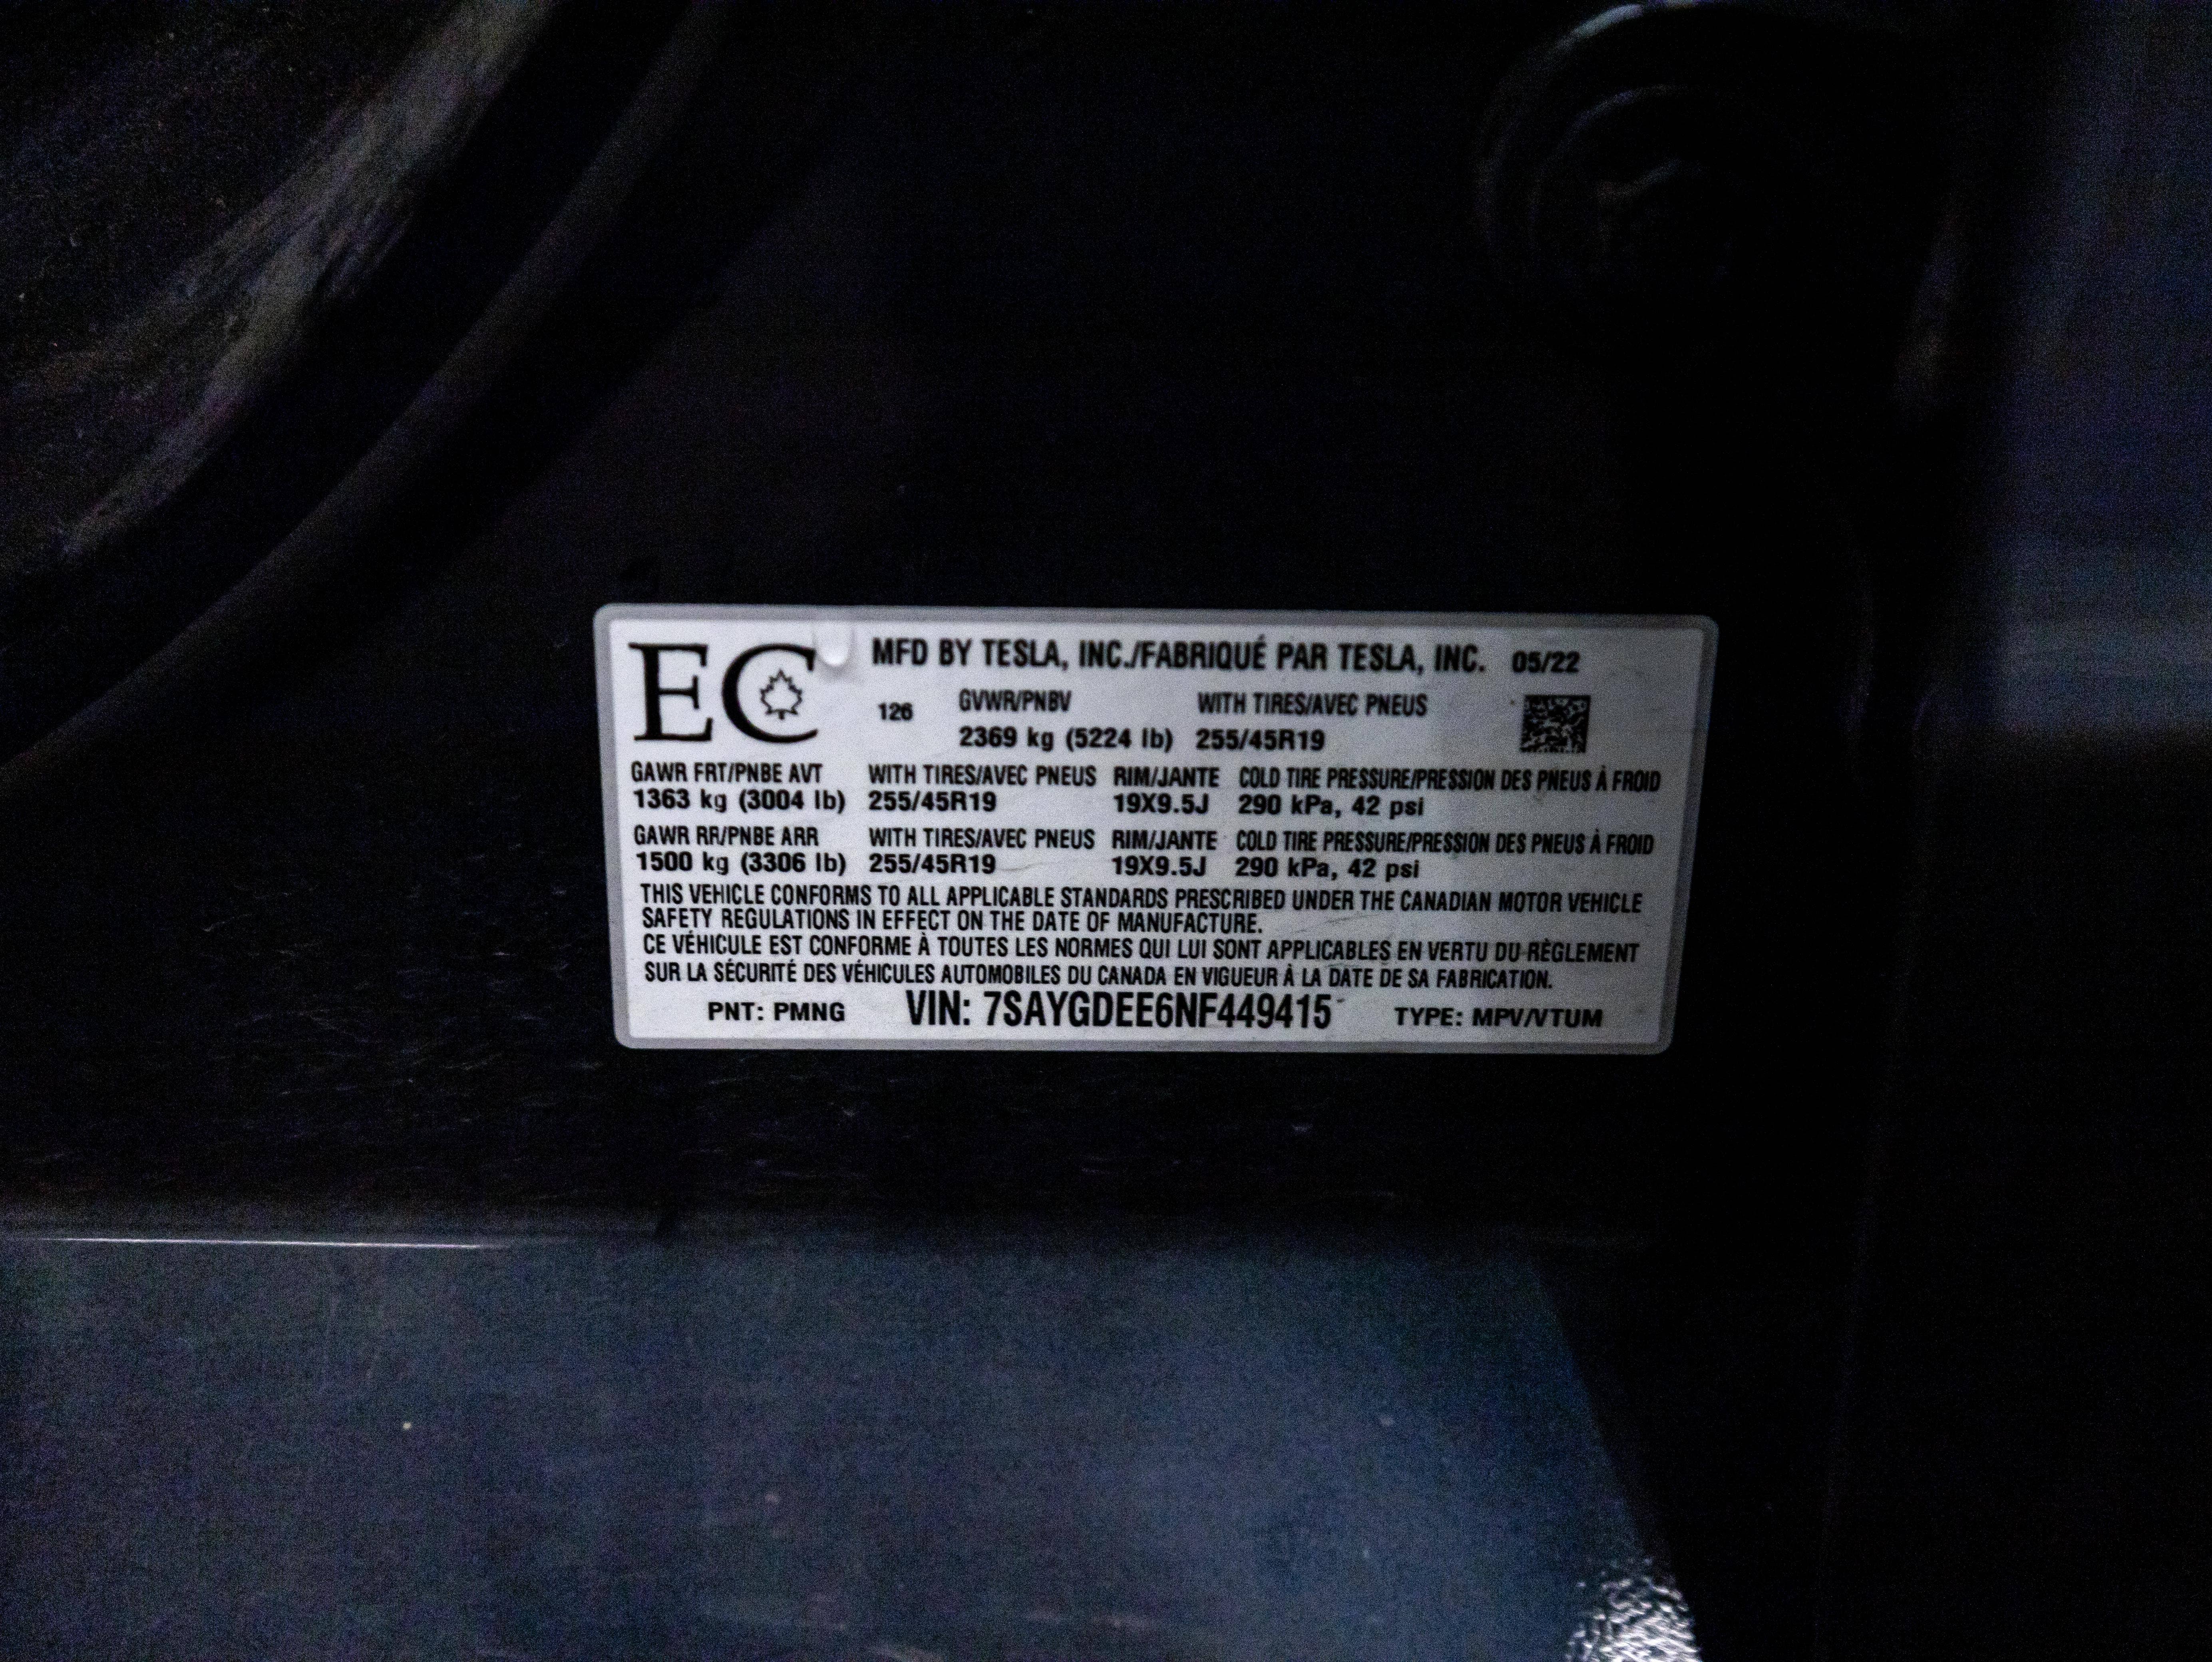 EC MFD BY TESLA, INC./FABRIQUÉ PAR TESLA, INC. 05/22
126 GVWR/PNBV WITH TIRES/AVEC PNEUS
2369 kg (5224 lb) 255/45R19
GAWR FRT/PNBE AVT WITH TIRES/AVEC PNEUS RIM/JANTE COLD TIRE PRESSURE/PRESSION DES PNEUS À FROID
1363 kg (3004 lb) 255/45R19 19X9.5J 290 kPa, 42 psi
GAWR RR/PNBE ARR WITH TIRES/AVEC PNEUS RIM/JANTE COLD TIRE PRESSURE/PRESSION DES PNEUS À FROID
1500 kg (3306 lb) 255/45R19 19X9.5J 290 kPa, 42 psi
THIS VEHICLE CONFORMS TO ALL APPLICABLE STANDARDS PRESCRIBED UNDER THE CANADIAN MOTOR VEHICLE
SAFETY REGULATIONS IN EFFECT ON THE DATE OF MANUFACTURE.
CE VÉHICULE EST CONFORME À TOUTES LES NORMES QUI LUI SONT APPLICABLES EN VERTU DU RÈGLEMENT
SUR LA SÉCURITÉ DES VÉHICULES AUTOMOBILES DU CANADA EN VIGUEUR À LA DATE DE SA FABRICATION.
PNT: PMNG VIN: 7SAYGDEE6NF449415 TYPE: MPV/VTUM